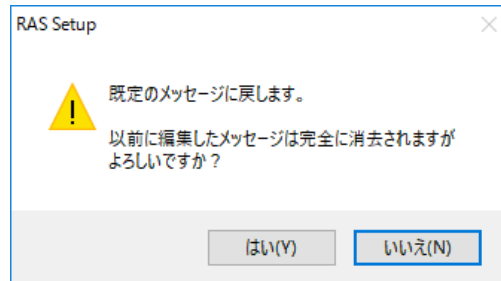 RAS Setup
既定のメッセージに戻します。
以前に編集したメッセージは完全に消去されますが
よろしいですか？
はい(Y)
いいえ(N)